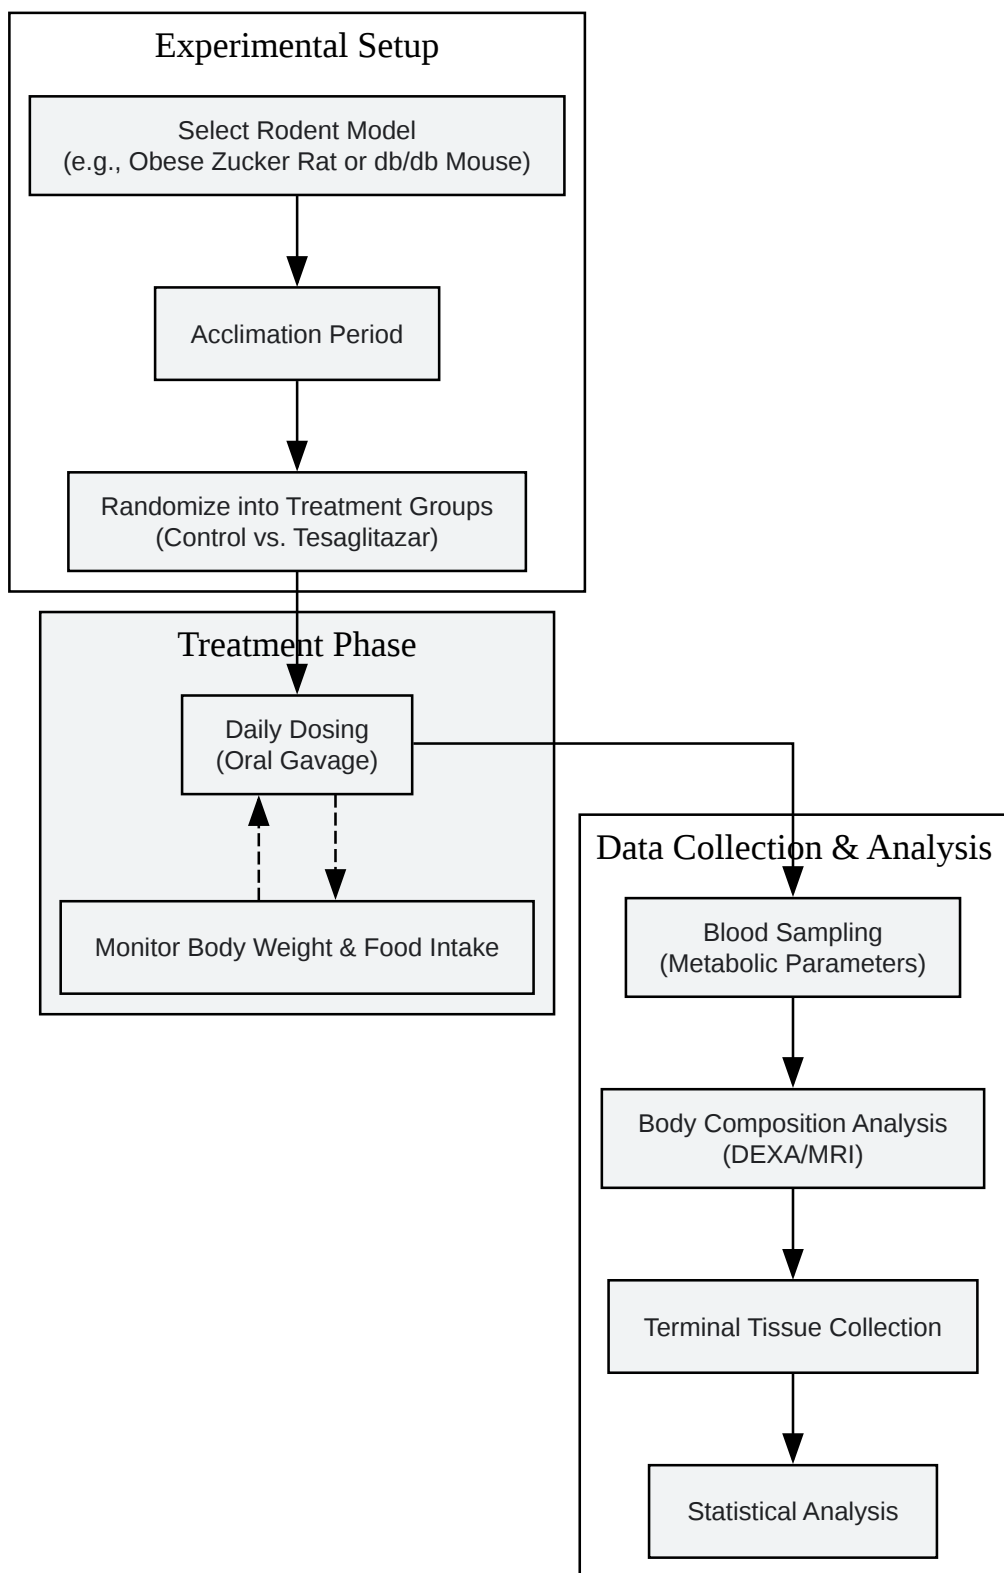 Experimental Setup
Select Rodent Model
(e.g., Obese Zucker Rat or db/db Mouse)
Acclimation Period
Randomize into Treatment Groups
(Control vs. Tesaglitazar)
Treatment Phase
Daily Dosing
(Oral Gavage)
Monitor Body Weight & Food Intake
Data Collection & Analysis
Blood Sampling
(Metabolic Parameters)
Body Composition Analysis
(DEXA/MRI)
Terminal Tissue Collection
Statistical Analysis